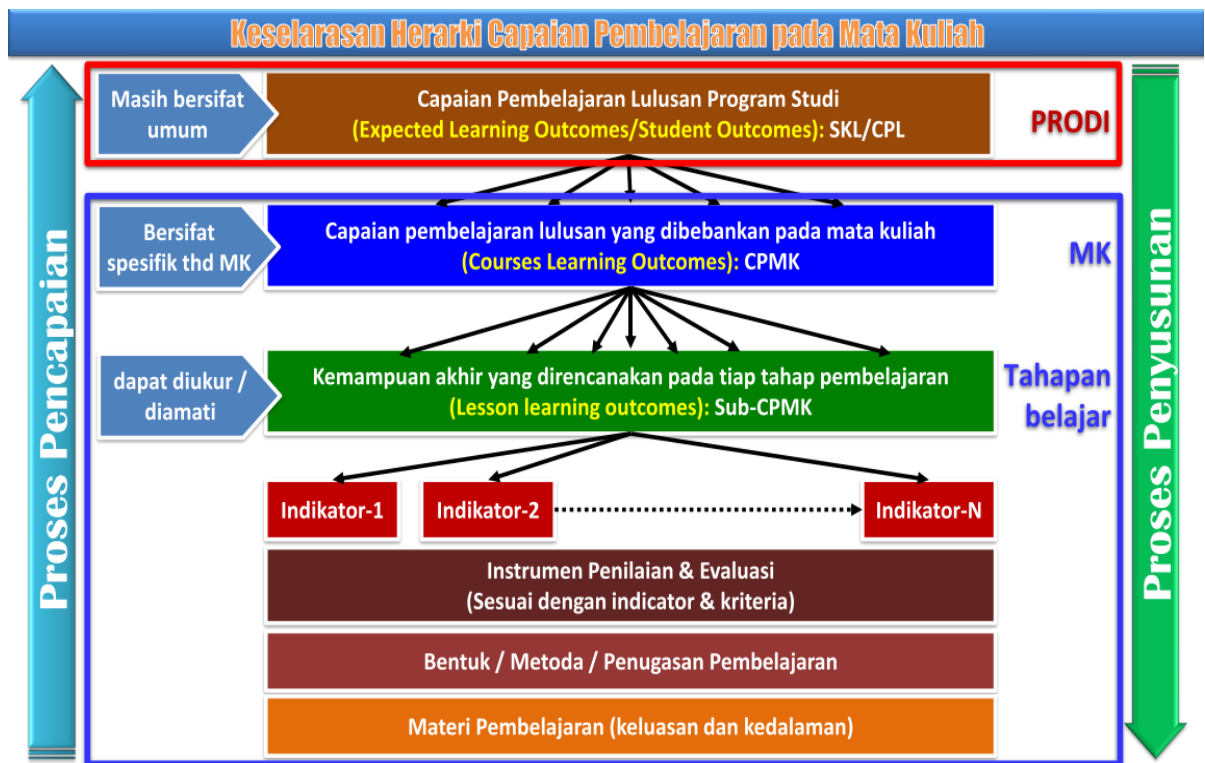 Keselarasan Herarki Capaian Pembelajaran pada Mata Kuliah
Proses Pencapaian
Masih bersifat
umum
Capaian Pembelajaran Lulusan Program Studi
(Expected Learning Outcomes/Student Outcomes): SKL/CPL
PRODI
Bersifat
spesifik thd MK
Capaian pembelajaran lulusan yang dibebankan pada mata kuliah
(Courses Learning Outcomes): CPMK
MK
dapat diukur /
diamati
Kemampuan akhir yang direncanakan pada tiap tahap pembelajaran
(Lesson learning outcomes): Sub-CPMK
Tahapan
belajar
Indikator-1
Indikator-2
Indikator-N
Instrumen Penilaian & Evaluasi
(Sesuai dengan indicator & kriteria)
Bentuk / Metoda / Penugasan Pembelajaran
Materi Pembelajaran (keluasan dan kedalaman)
Proses Penyusunan